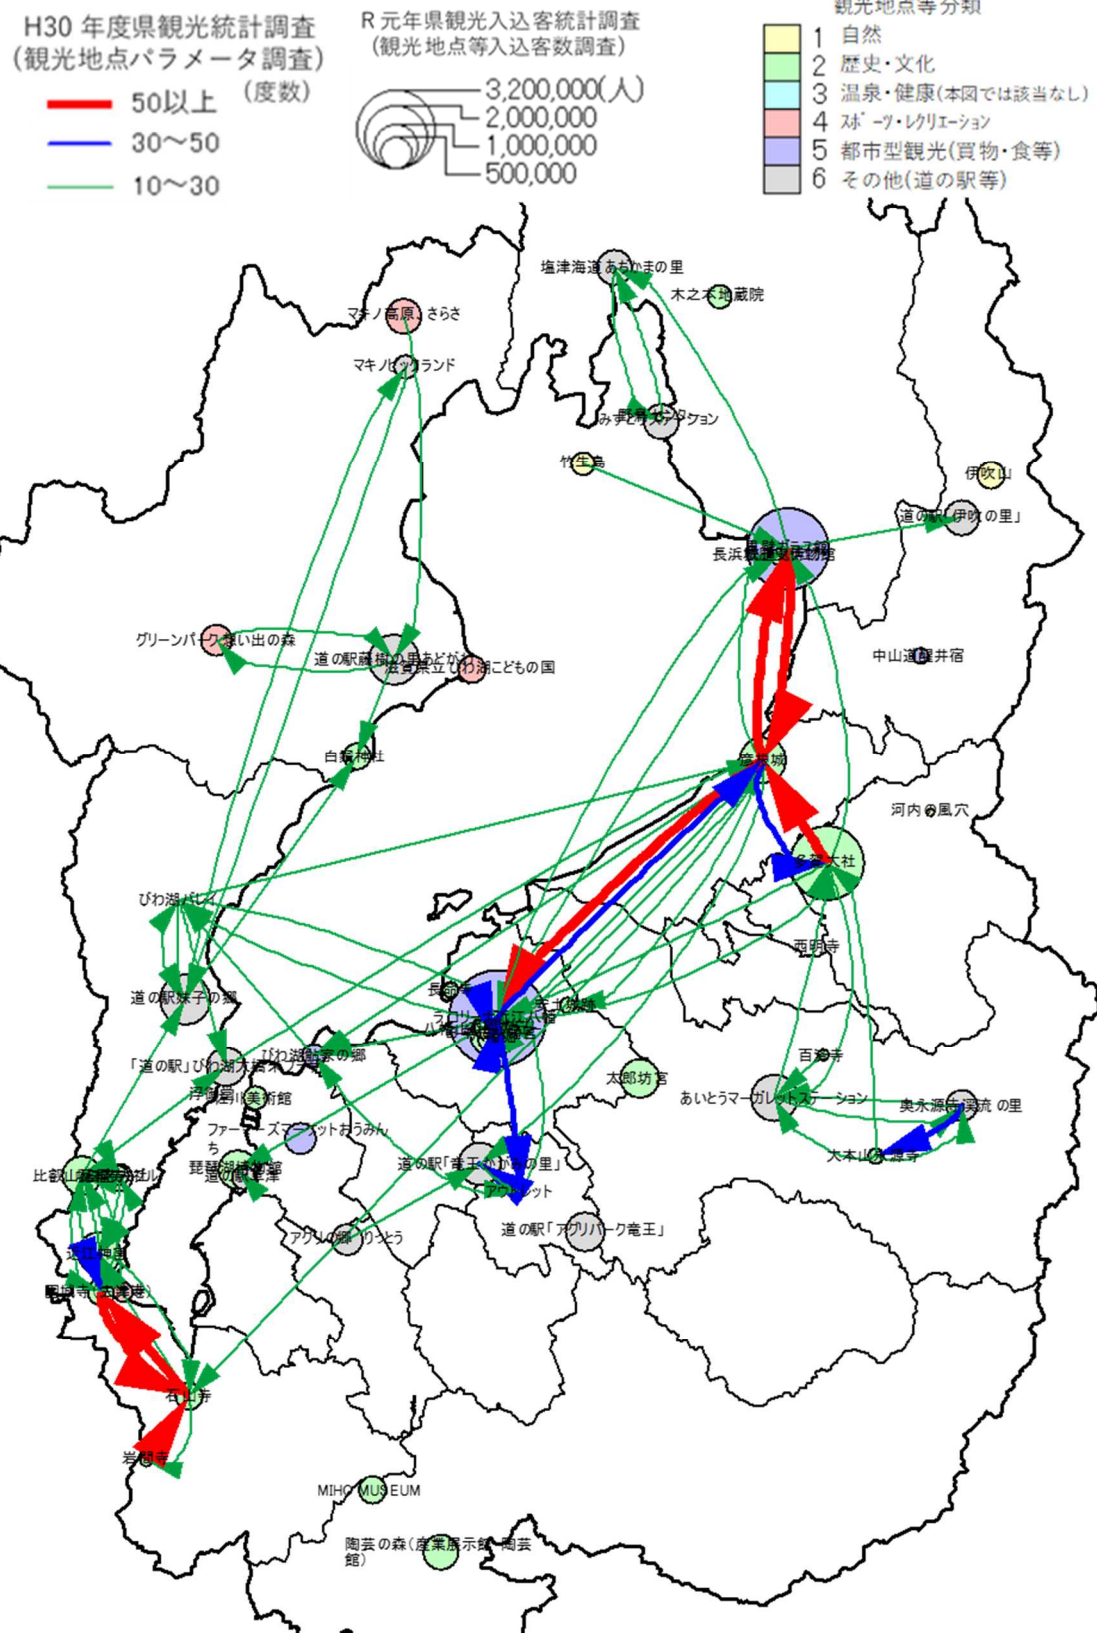 H30 年度県観光統計調査
(観光地点パラメータ調査)
(度数)
50以上
30～50
10～30
R元年県観光入込客統計調査
(観光地点等入込客数調査)
3,200,000(人)
2,000,000
1,000,000
500,000
観光地点等分類
1 自然
2 歴史・文化
3 温泉・健康(本図では該当なし)
4 ｽﾎﾟｰﾂ・ﾚｸﾘｴｰｼｮﾝ
5 都市型観光(買物・食等)
6 その他(道の駅等)
塩津海道 あぢかまの里
木之本地蔵院
マキノ高原、さらさ
マキノピックランド
みずどりステーション
竹生島
伊吹山
道の駅「伊吹の里」
グリーンパーク想い出の森
道の駅藤樹の里あどがわ
滋賀県立びわ湖こどもの国
中山道醒井宿
白鬚神社
彦根城
河内の風穴
多賀大社
びわ湖バレイ
西明寺
長命寺
安土城跡
道の駅妹子の郷
「道の駅」びわ湖大橋米プラザ
百済寺
太郎坊宮
あいとうマーガレットステーション
奥永源寺渓流の里
ファーマーズマーケットおうみん
ち
琵琶湖博物館
道の駅草津
道の駅「竜王かがみの里」
アウトレット
大本山永源寺
アグリの郷 りっとう
道の駅「アグリパーク竜王」
近江神宮
石山寺
岩間寺
MIHO MUSEUM
陶芸の森(産業展示館・陶芸
館)